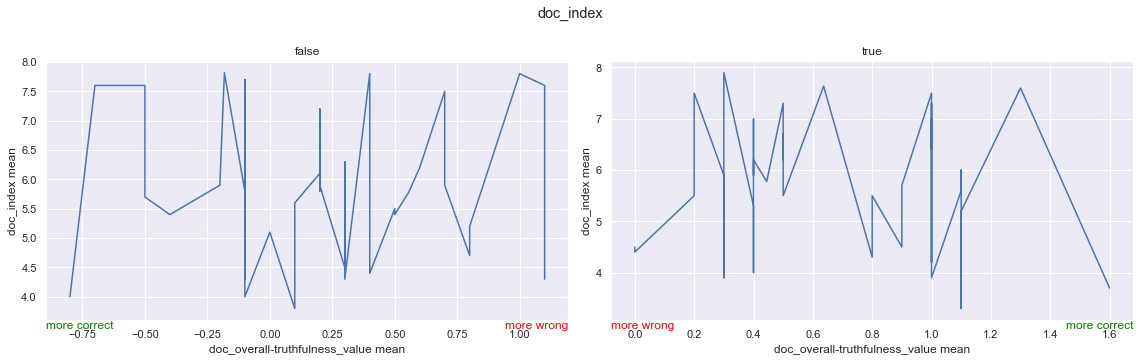 doc_index
false
8.0
7.5
7.0
6.5
6.0
5.5
5.0
4.5
4.0
doc_index mean
more correct
more wrong
−0.75 −0.50 −0.25 0.00 0.25 0.50 0.75 1.00
doc_overall-truthfulness_value mean
true
8
7
6
5
4
doc_index mean
more wrong
more correct
0.0 0.2 0.4 0.6 0.8 1.0 1.2 1.4 1.6
doc_overall-truthfulness_value mean